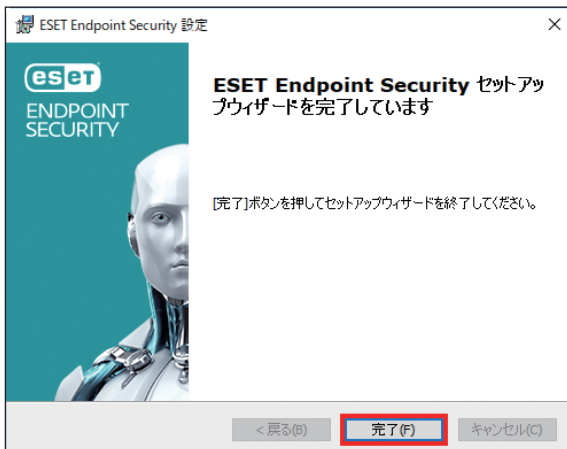 ESET Endpoint Security 設定
eset
ENDPOINT
SECURITY
ESET Endpoint Security セットアッ
プウィザードを完了しています
[完了]ボタンを押してセットアップウィザードを終了してください。
< 戻る(B)
完了(F)
キャンセル(C)